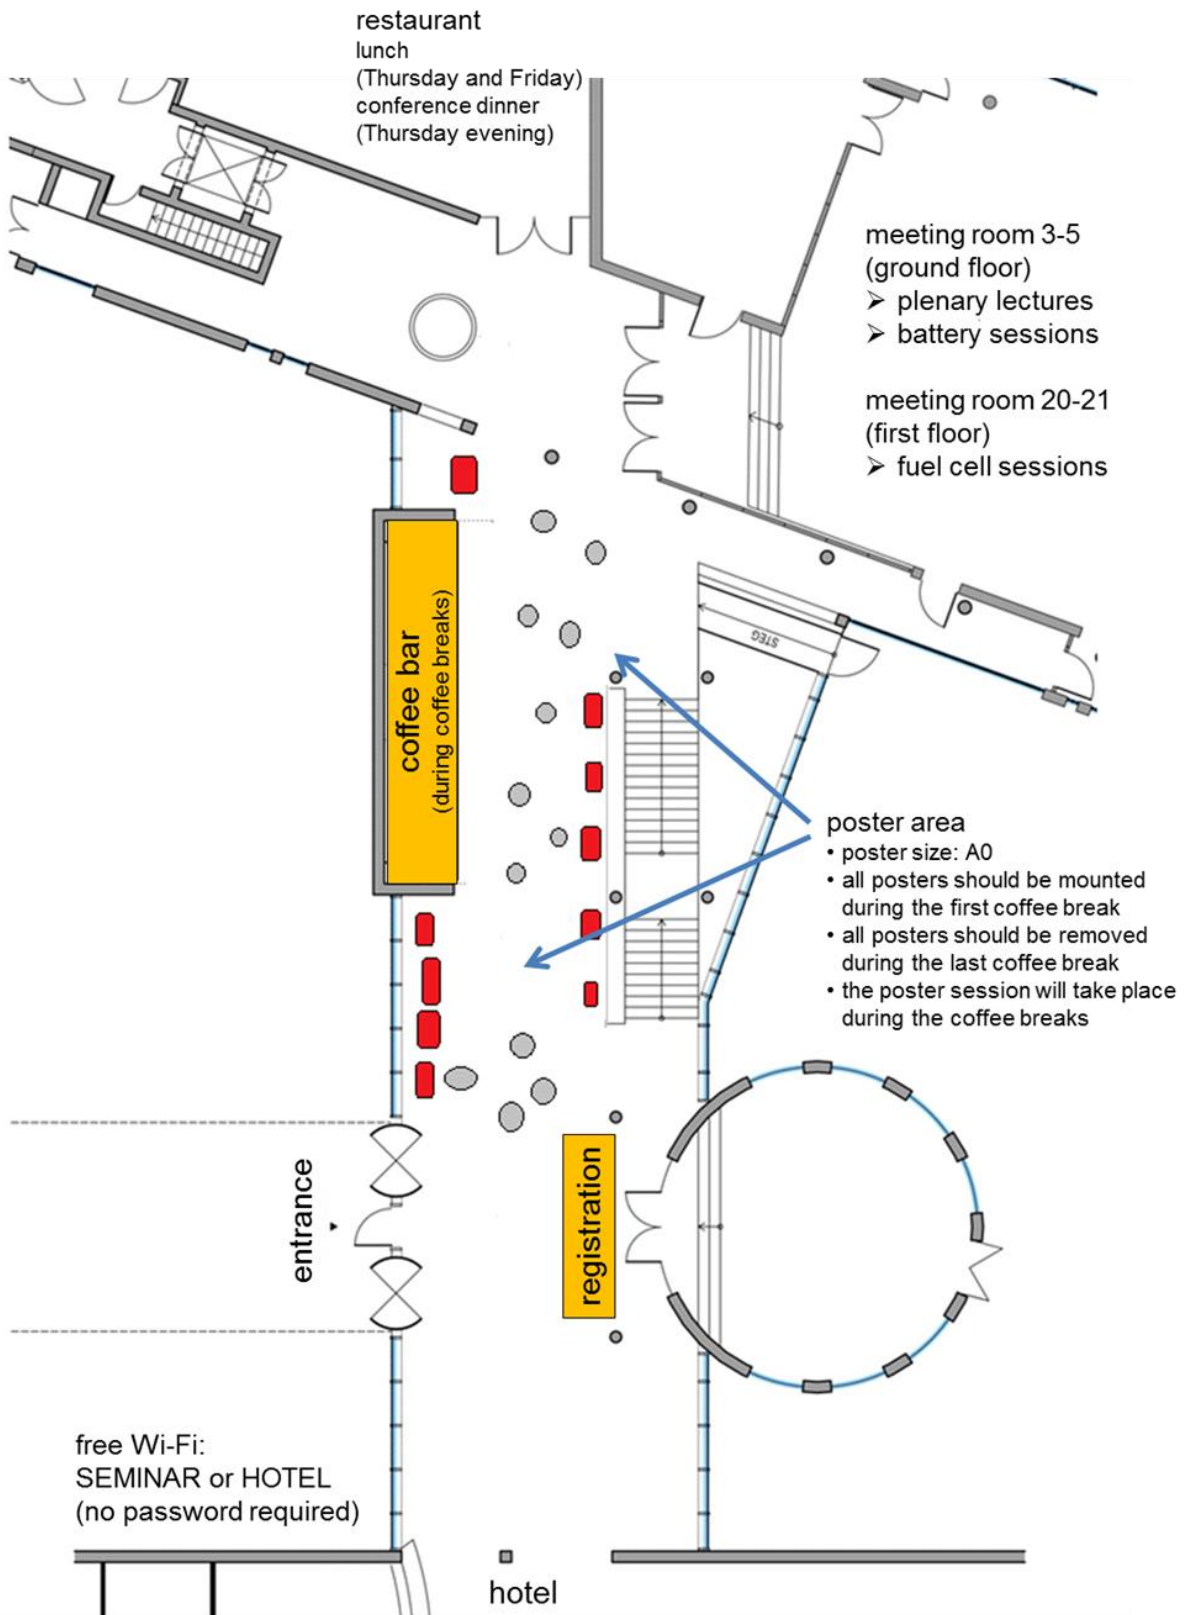 restaurant
lunch
(Thursday and Friday)
conference dinner
(Thursday evening)
meeting room 3-5
(ground floor)
➢ plenary lectures
➢ battery sessions
meeting room 20-21
(first floor)
➢ fuel cell sessions
coffee bar
(during coffee breaks)
STEG
poster area
• poster size: A0
• all posters should be mounted
during the first coffee break
• all posters should be removed
during the last coffee break
• the poster session will take place
during the coffee breaks
entrance
registration
free Wi-Fi:
SEMINAR or HOTEL
(no password required)
hotel